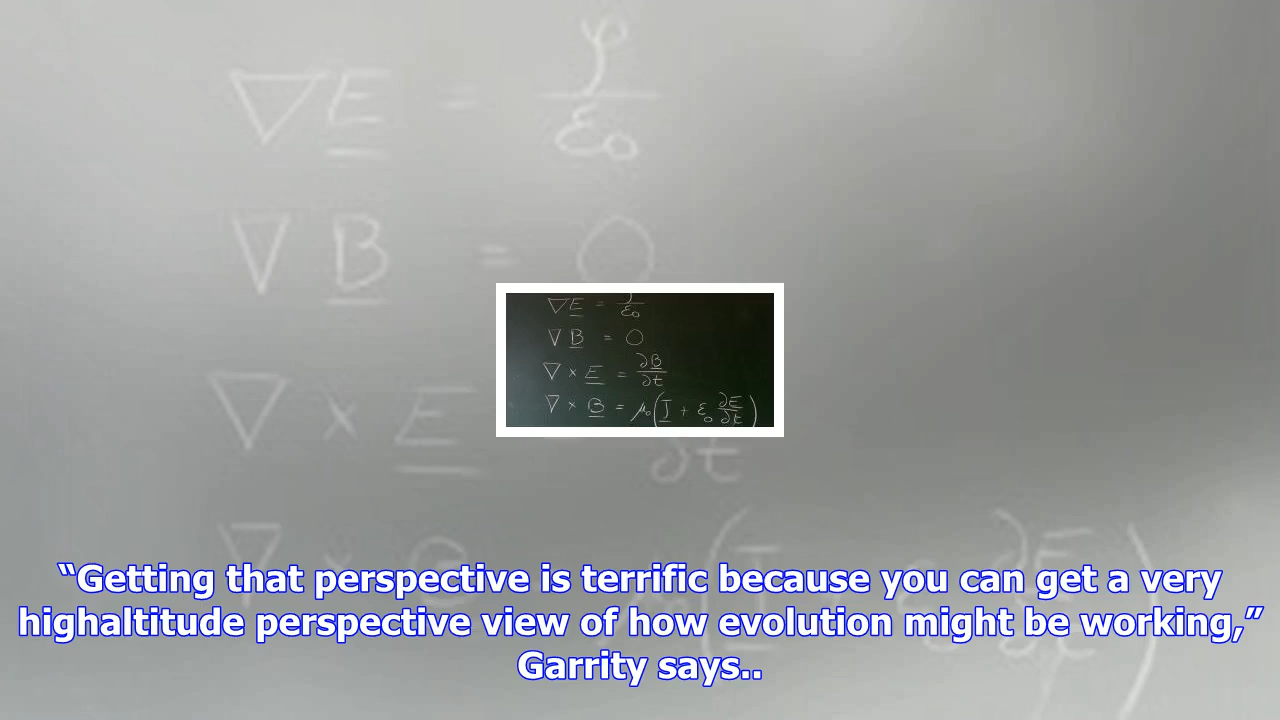 ∇E = ρ/ε₀
∇B = 0
∇ × E = ∂B/∂t
∇ × B = μ₀(J + ε₀ ∂E/∂t)
“Getting that perspective is terrific because you can get a very
highaltitude perspective view of how evolution might be working,”
Garrity says..